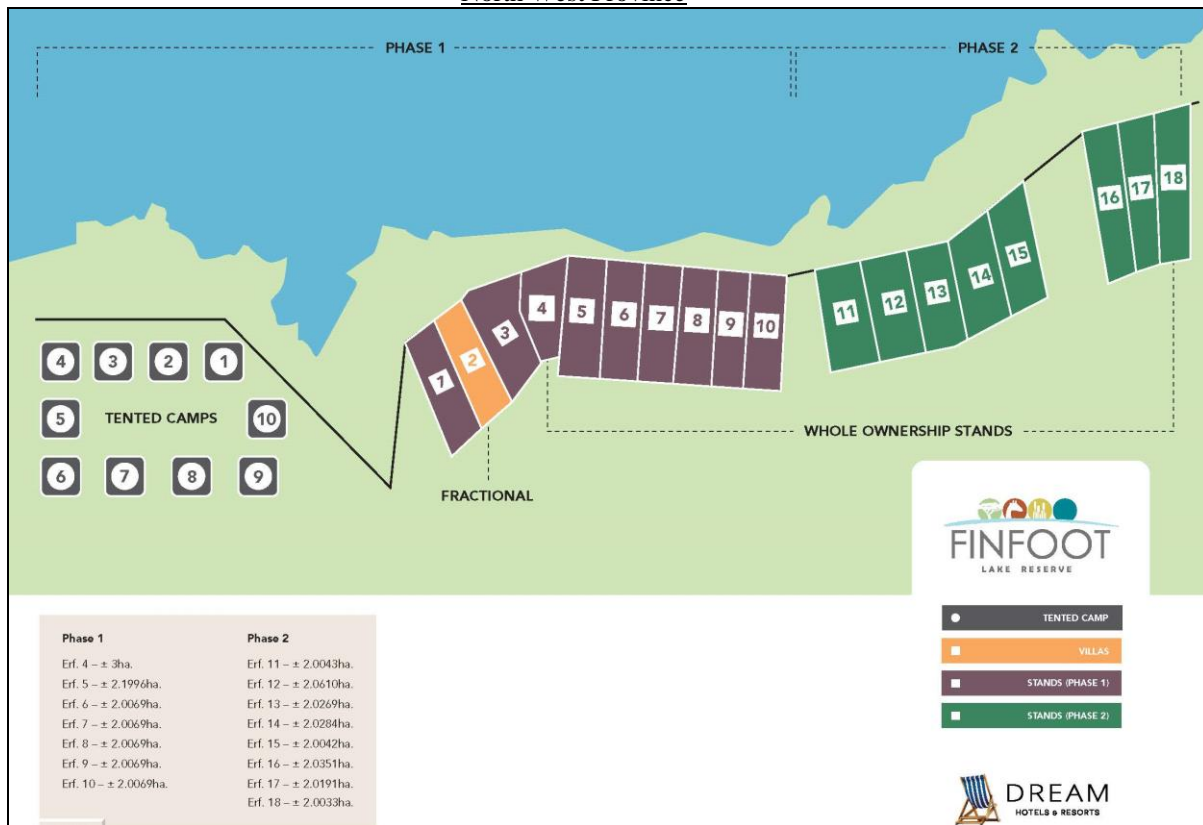 North West Province
PHASE 1
PHASE 2
16
17
18
15
14
13
12
11
4
5
6
7
8
9
10
3
2
7
4
3
2
1
5
TENTED CAMPS
10
6
7
8
9
FRACTIONAL
WHOLE OWNERSHIP STANDS
FINFOOT
LAKE RESERVE
TENTED CAMP
VILLAS
STANDS (PHASE 1)
STANDS (PHASE 2)
Phase 1
Erf. 4 – ± 3ha.
Erf. 5 – ± 2.1996ha.
Erf. 6 – ± 2.0069ha.
Erf. 7 – ± 2.0069ha.
Erf. 8 – ± 2.0069ha.
Erf. 9 – ± 2.0069ha.
Erf. 10 – ± 2.0069ha.
Phase 2
Erf. 11 – ± 2.0043ha.
Erf. 12 – ± 2.0610ha.
Erf. 13 – ± 2.0269ha.
Erf. 14 – ± 2.0284ha.
Erf. 15 – ± 2.0042ha.
Erf. 16 – ± 2.0351ha.
Erf. 17 – ± 2.0191ha.
Erf. 18 – ± 2.0033ha.
DREAM
HOTELS & RESORTS